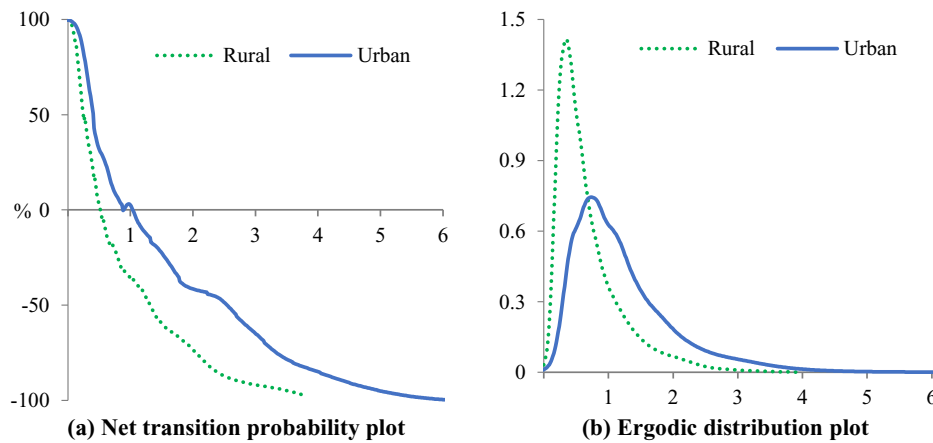 100
50
% 0
-50
-100
1 2 3 4 5 6
Rural Urban
(a) Net transition probability plot
1.5
1.2
0.9
0.6
0.3
0
0 1 2 3 4 5 6
Rural Urban
(b) Ergodic distribution plot